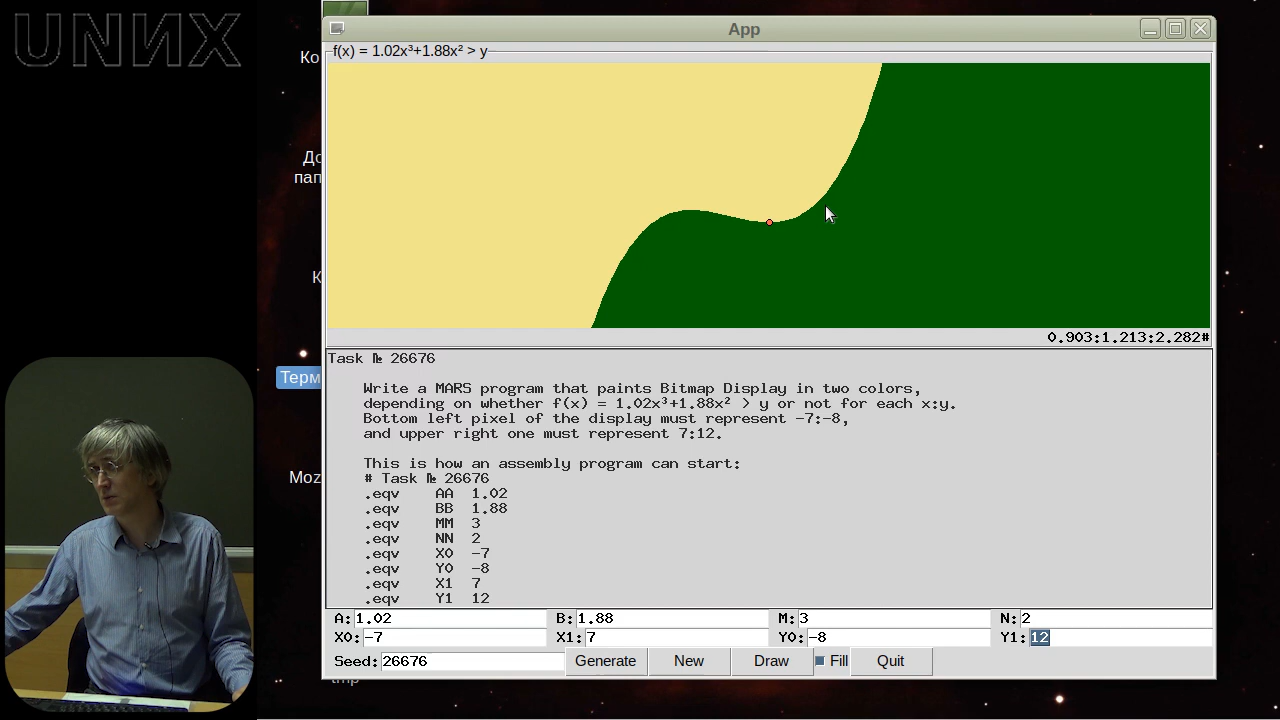 UNИX
App
f(x) = 1.02x³+1.88x² > y
0.903:1.213:2.282#
Task № 26676
Write a MARS program that paints Bitmap Display in two colors,
depending on whether f(x) = 1.02x³+1.88x² > y or not for each x:y.
Bottom left pixel of the display must represent -7:-8,
and upper right one must represent 7:12.
This is how an assembly program can start:
# Task № 26676
.eqv AA 1.02
.eqv BB 1.88
.eqv MM 3
.eqv NN 2
.eqv X0 -7
.eqv Y0 -8
.eqv X1 7
.eqv Y1 12
A: 1.02 B: 1.88 M: 3 N: 2
X0: -7 X1: 7 Y0: -8 Y1: 12
Seed: 26676 Generate New Draw Fill Quit
Ко
До
пап
К
Терм
Moz
tmp